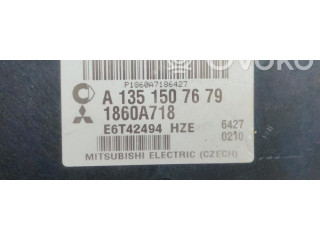 OVOKO
P1860A7186427
A 135 150 76 79
1860A718
E6T42494 HZE
6427
0210
MITSUBISHI ELECTRIC (CZECH)